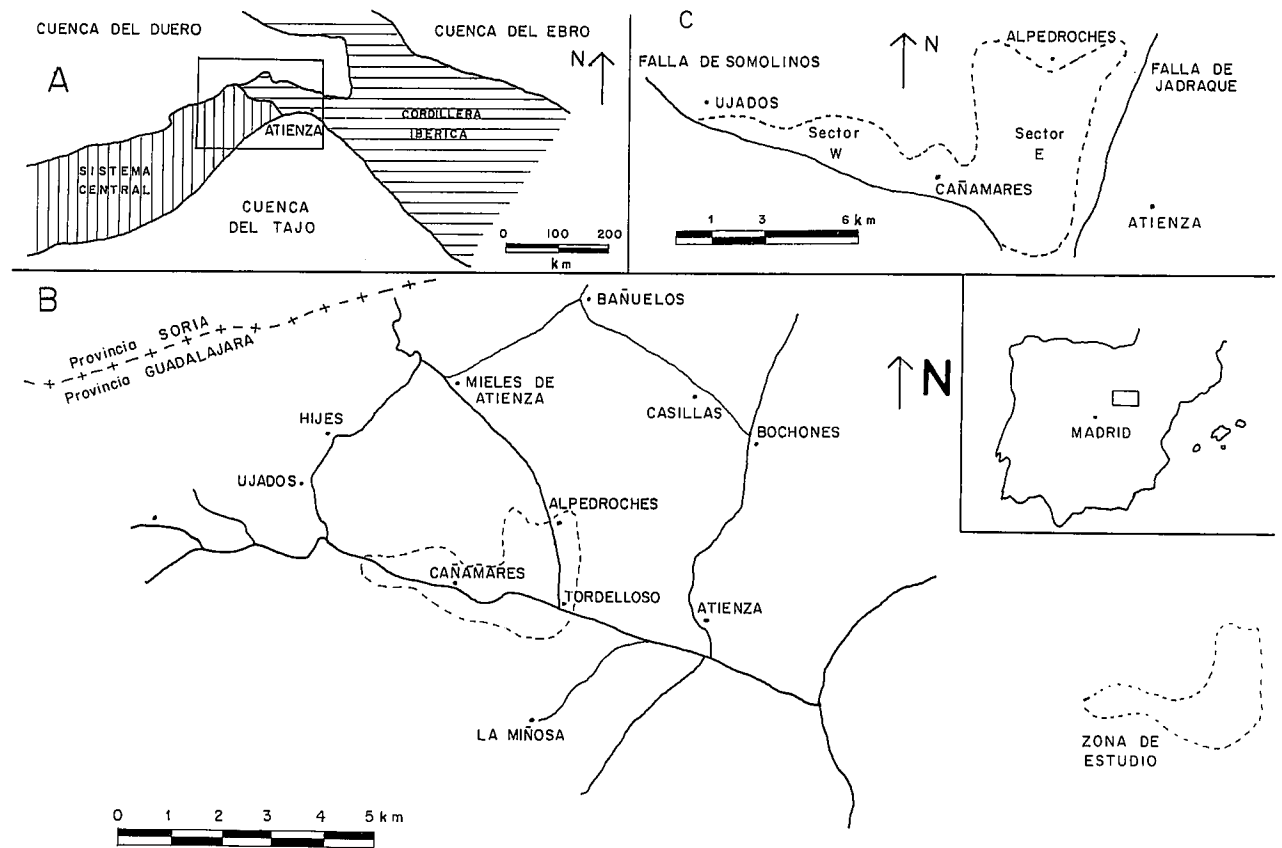 A
CUENCA DEL DUERO
CUENCA DEL EBRO
N
ATIENZA
CORDILLERA
IBERICA
SISTEMA
CENTRAL
CUENCA
DEL TAJO
0 100 200
km
C
N
ALPEDROCHES
FALLA DE SOMOLINOS
FALLA DE
JADRAQUE
UJADOS
Sector
W
Sector
E
CAÑAMARES
ATIENZA
1 3 6 km
B
Provincia SORIA
Provincia GUADALAJARA
BAÑUELOS
N
MIELES DE
ATIENZA
CASILLAS
HIJES
BOCHONES
UJADOS
ALPEDROCHES
CAÑAMARES
TORDELLOSO
ATIENZA
LA MIÑOSA
0 1 2 3 4 5 km
MADRID
ZONA DE
ESTUDIO